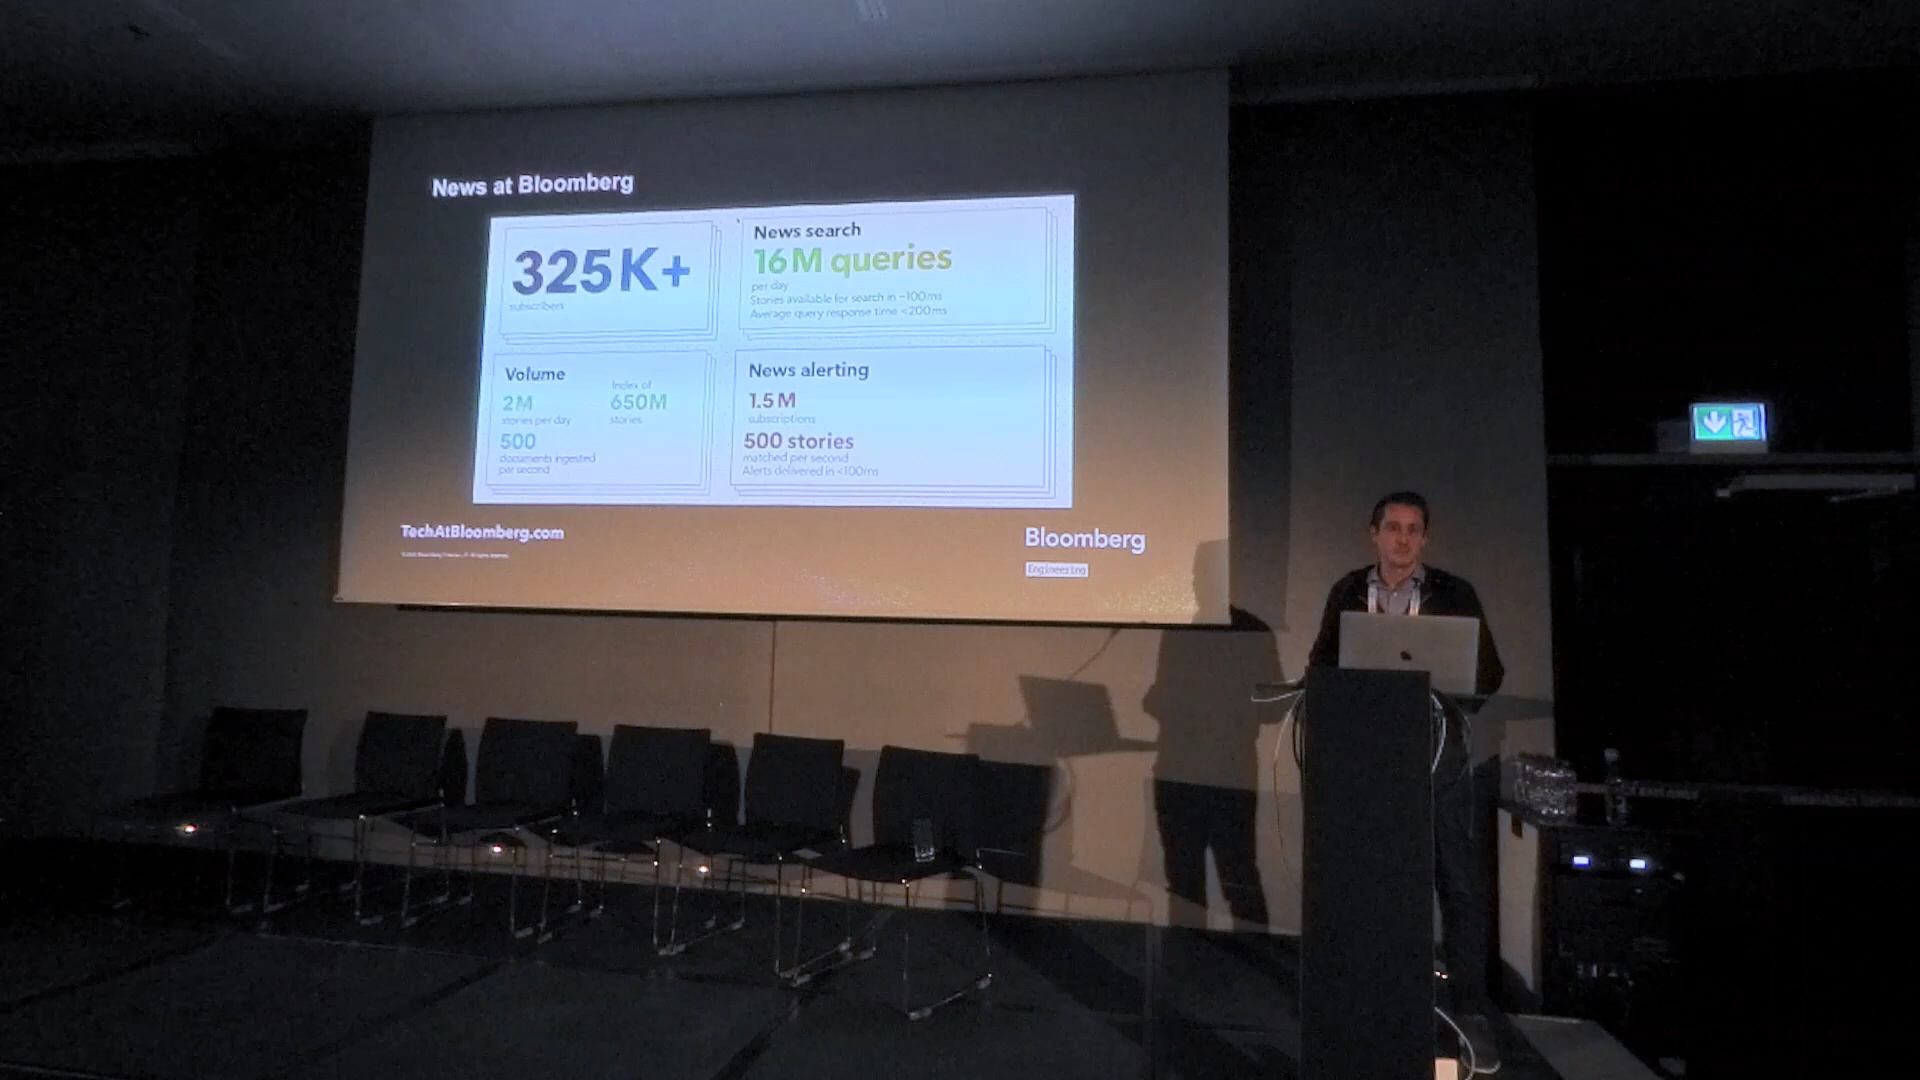 News at Bloomberg
325K+
subscribers
News search
16M queries
per day
Stories available for search in ~100ms
Average query response time <200ms
Volume
2M
stories per day
Index of
650M
stories
500
documents ingested
per second
News alerting
1.5M
subscriptions
500 stories
matched per second
Alerts delivered in <100ms
TechAtBloomberg.com
Bloomberg
Engineering